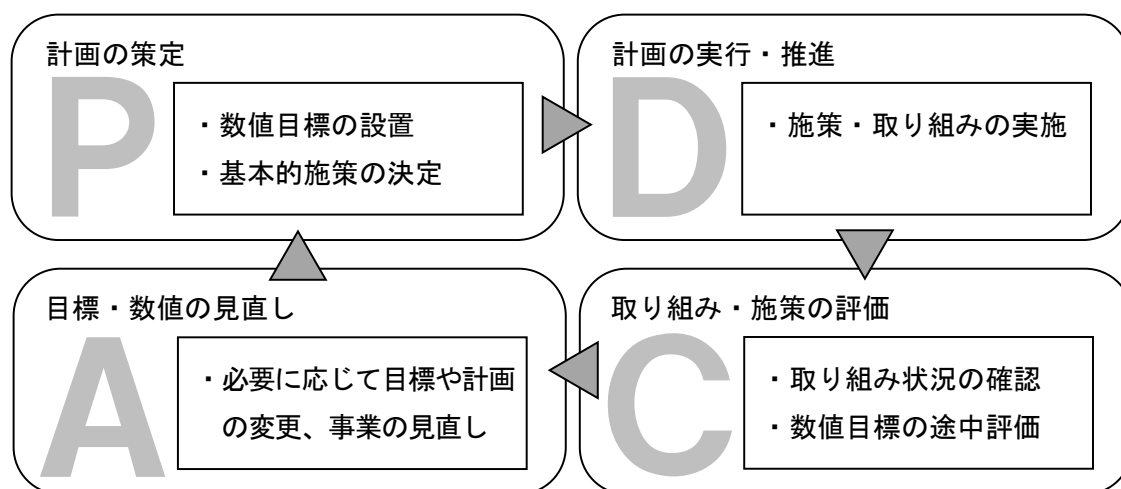 計画の策定
P
・数値目標の設置
・基本的施策の決定
計画の実行・推進
D
・施策・取り組みの実施
目標・数値の見直し
A
・必要に応じて目標や計画
の変更、事業の見直し
取り組み・施策の評価
C
・取り組み状況の確認
・数値目標の途中評価